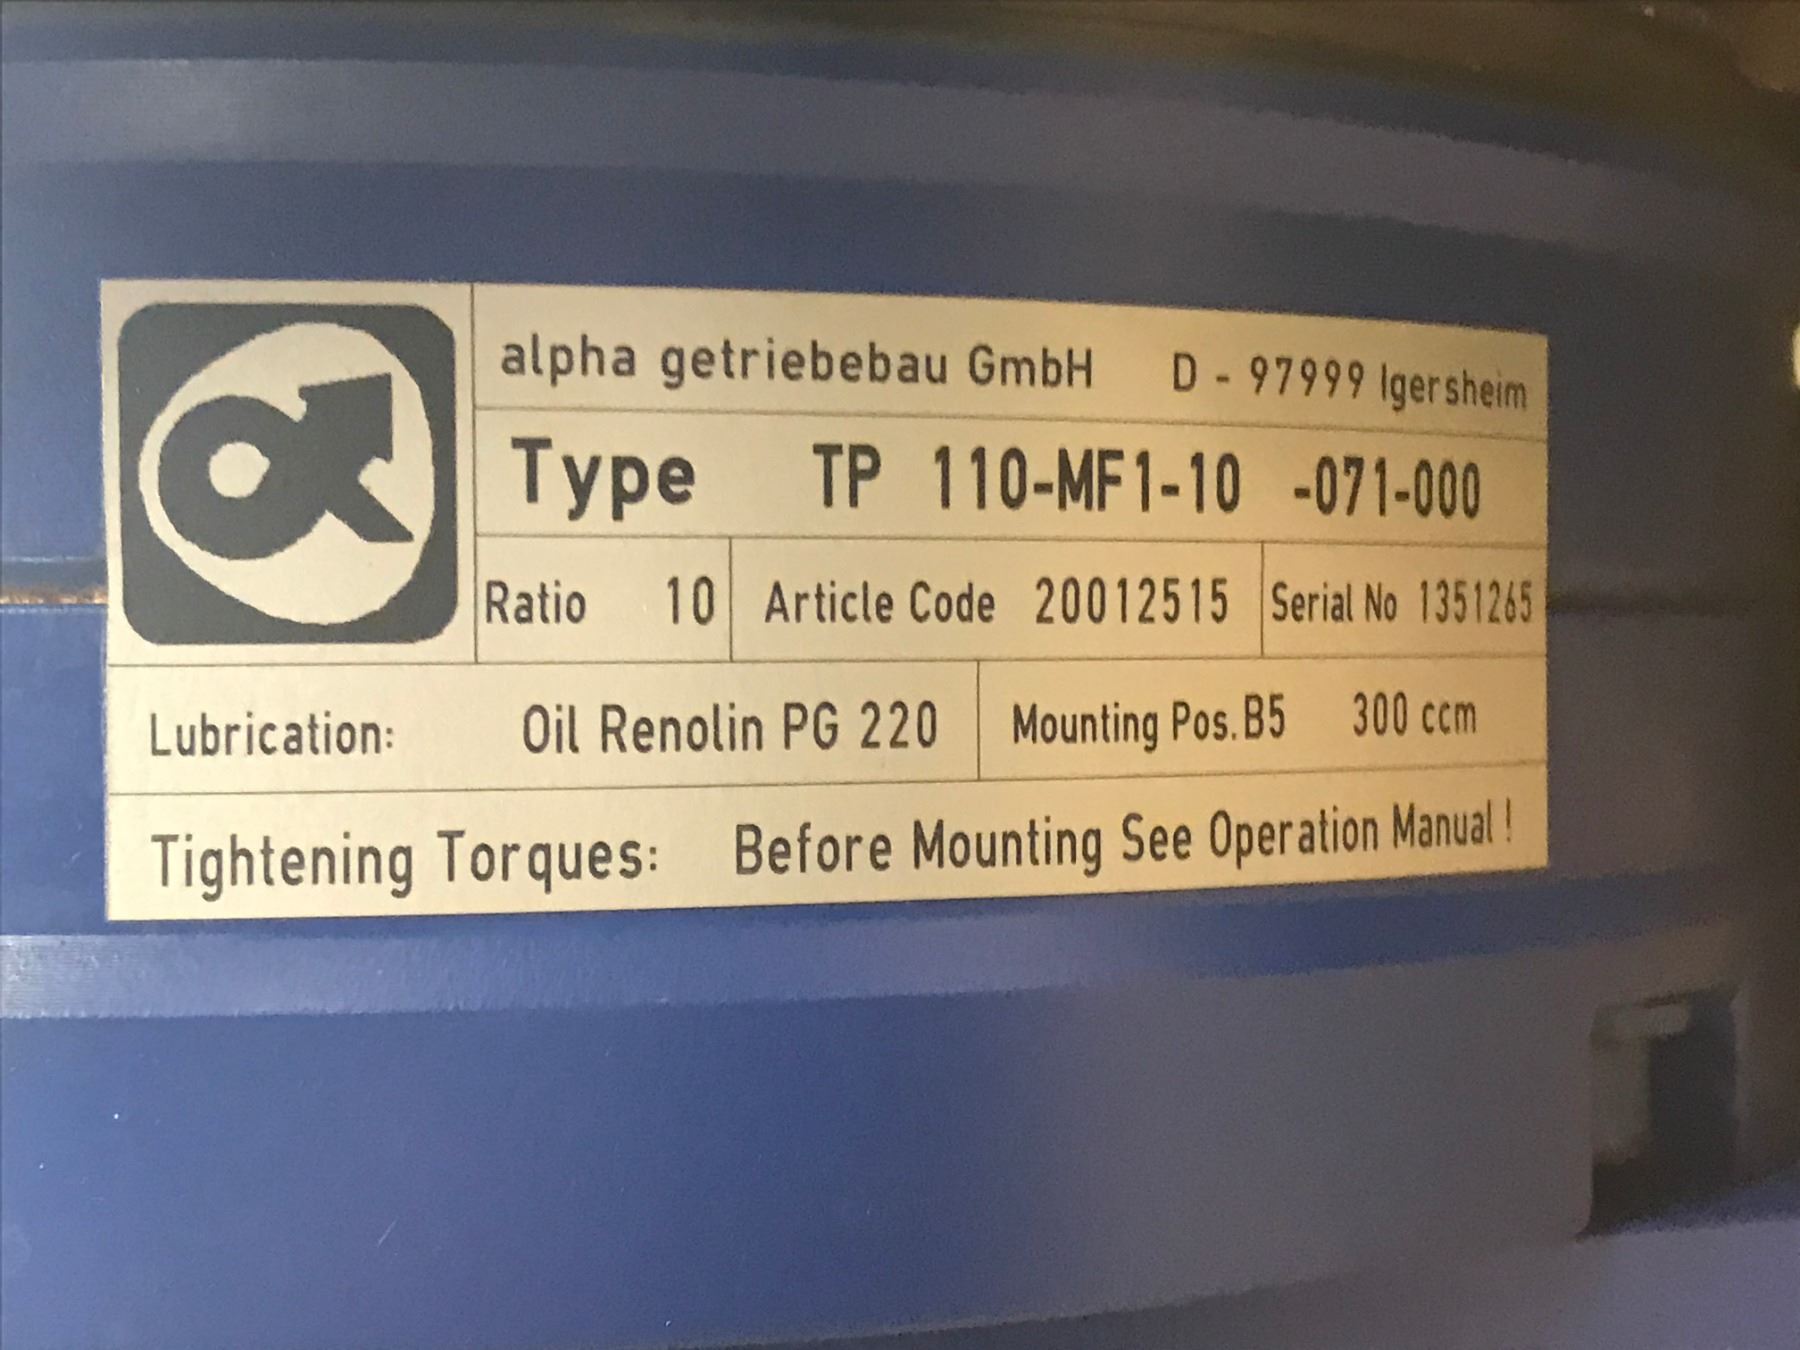 alpha getriebebau GmbH D - 97999 Igersheim
Type TP 110-MF1-10 -071-000
Ratio 10 Article Code 20012515 Serial No 1351265
Lubrication: Oil Renolin PG 220 Mounting Pos. B5 300 ccm
Tightening Torques: Before Mounting See Operation Manual !